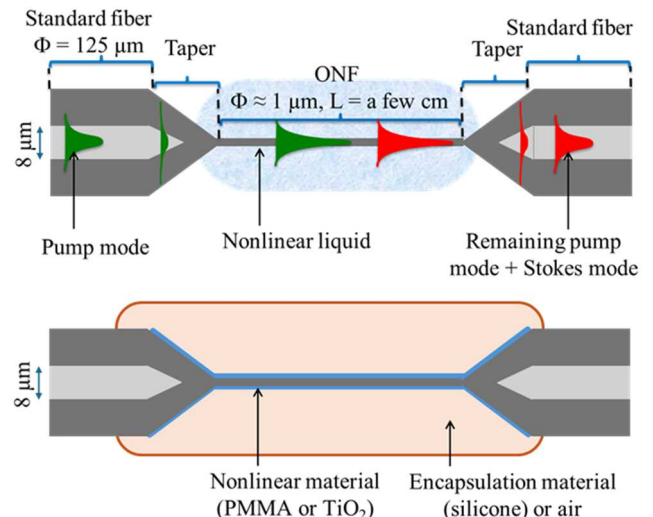 Standard fiber
Φ = 125 µm
Taper
ONF
Φ ≈ 1 µm, L = a few cm
Taper
Standard fiber
8 µm
Pump mode
Nonlinear liquid
Remaining pump
mode + Stokes mode
8 µm
Nonlinear material
(PMMA or TiO₂)
Encapsulation material
(silicone) or air